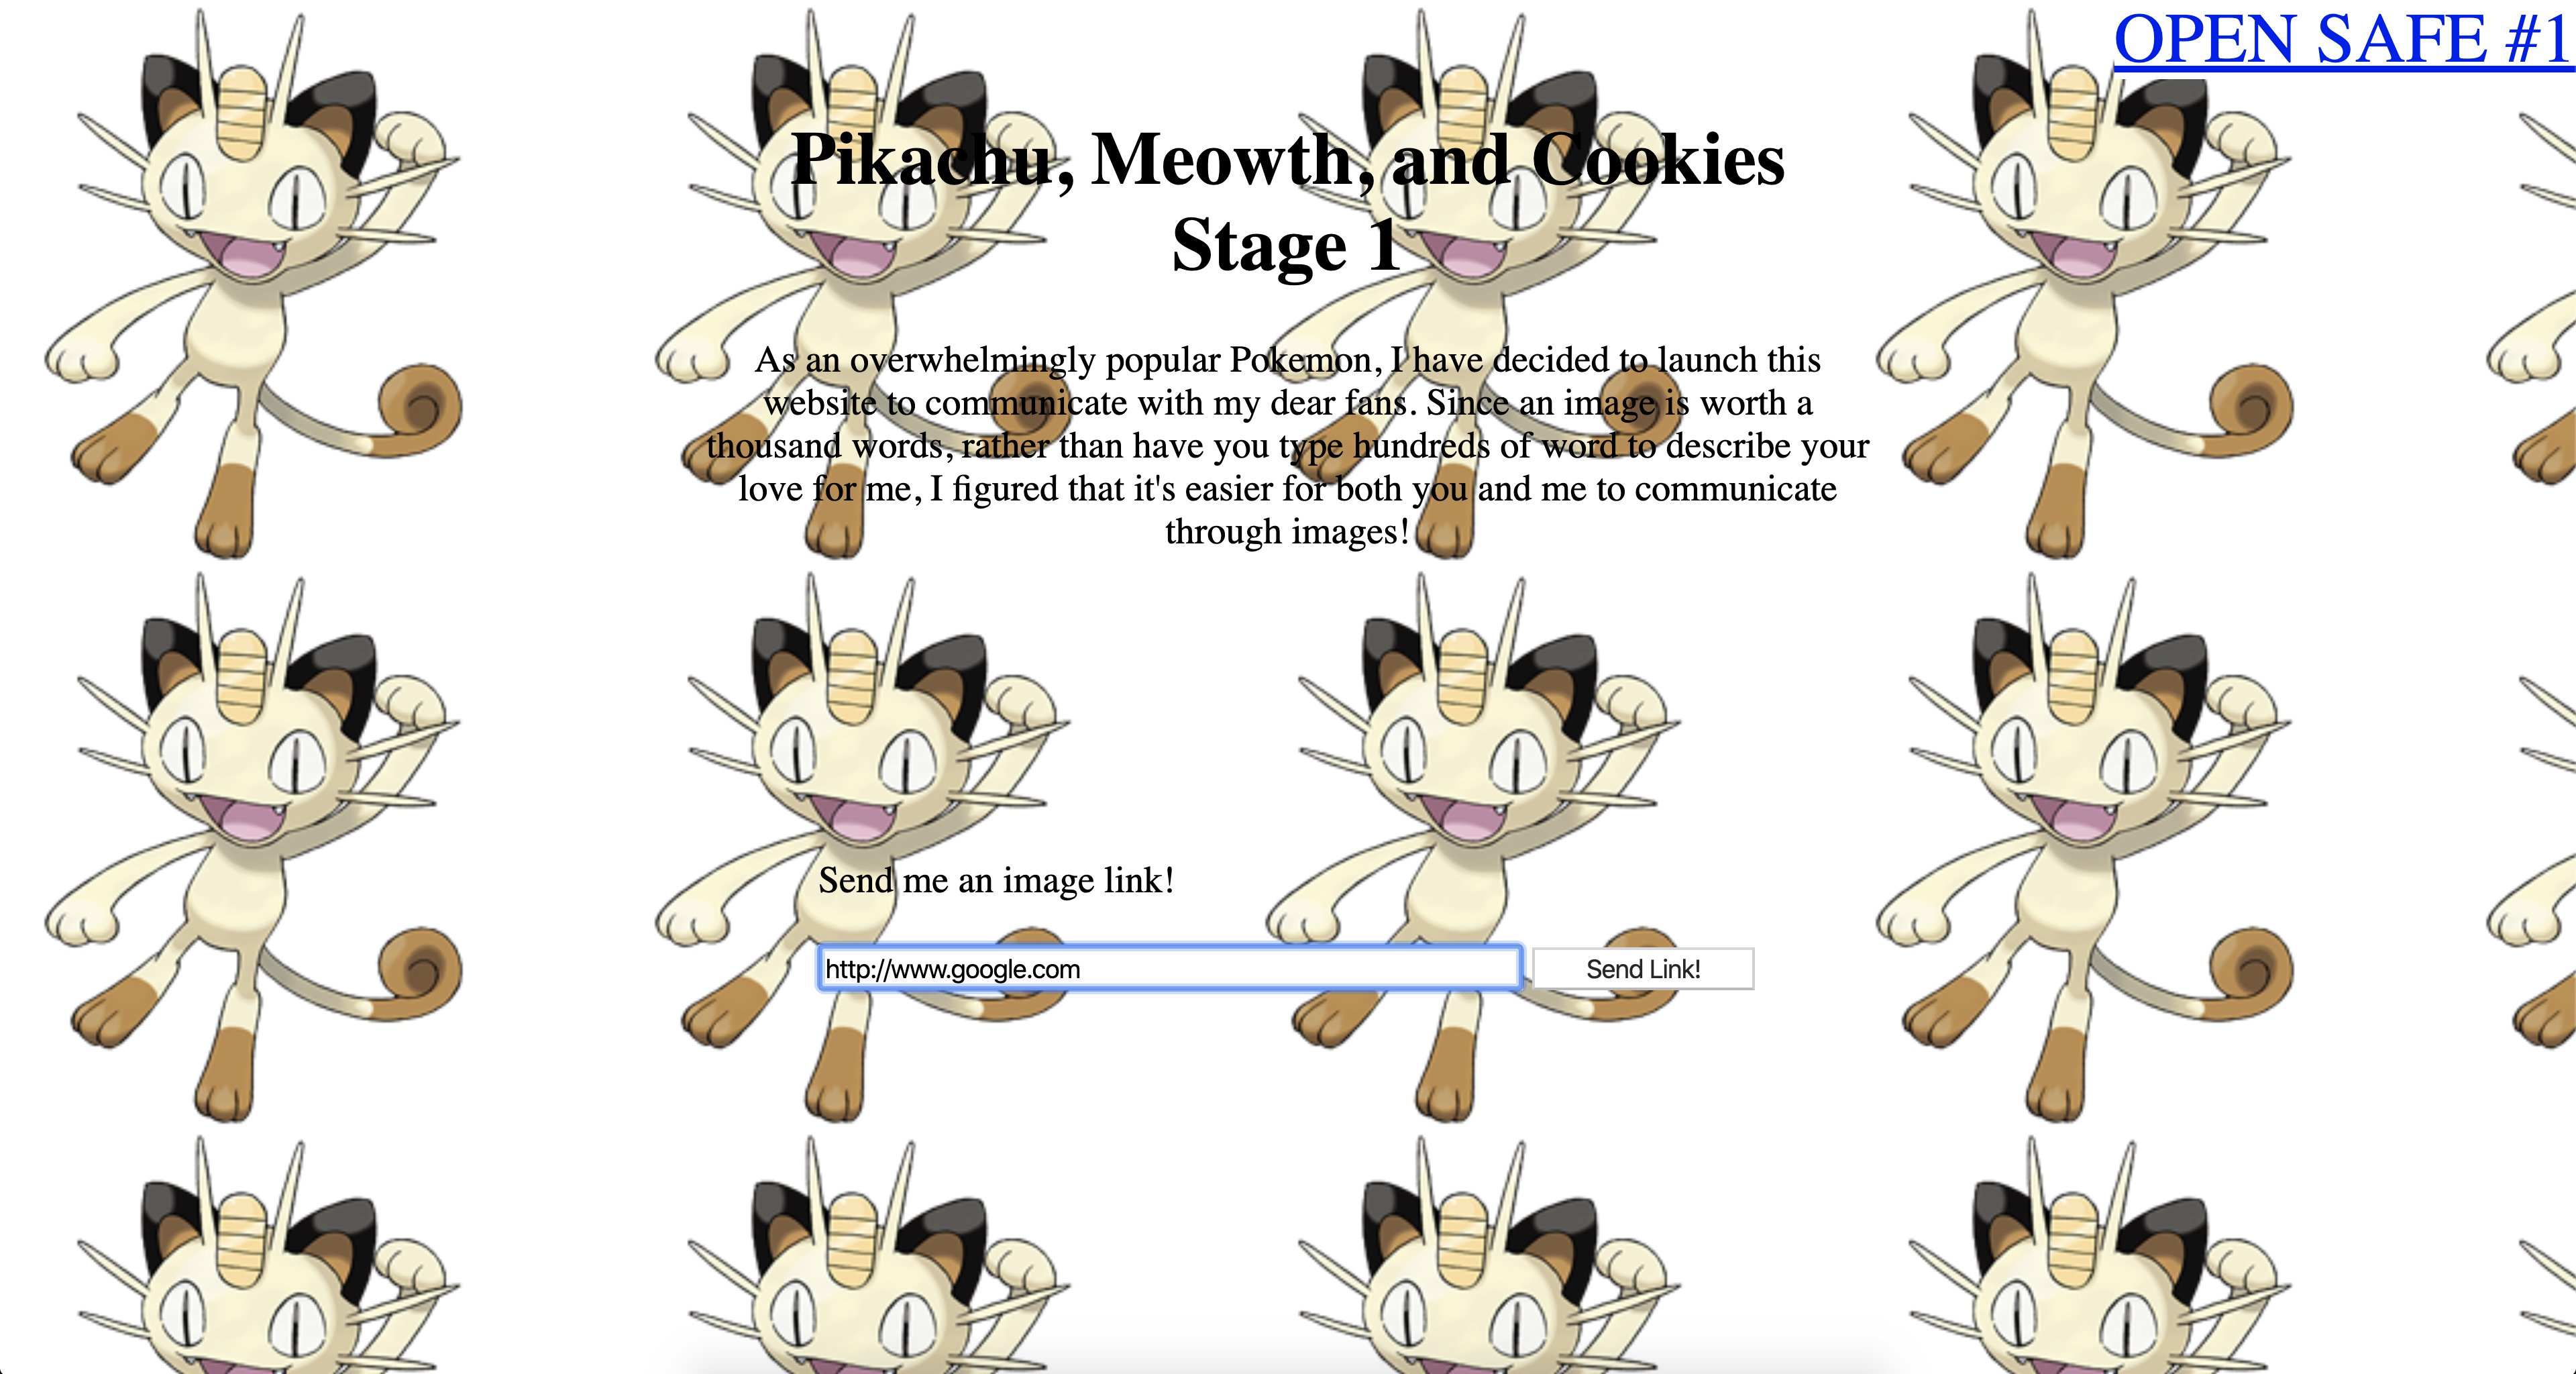 OPEN SAFE #1
Pikachu, Meowth, and Cookies
Stage 1
As an overwhelmingly popular Pokemon, I have decided to launch this
website to communicate with my dear fans. Since an image is worth a
thousand words, rather than have you type hundreds of word to describe your
love for me, I figured that it's easier for both you and me to communicate
through images!
Send me an image link!
http://www.google.com
Send Link!